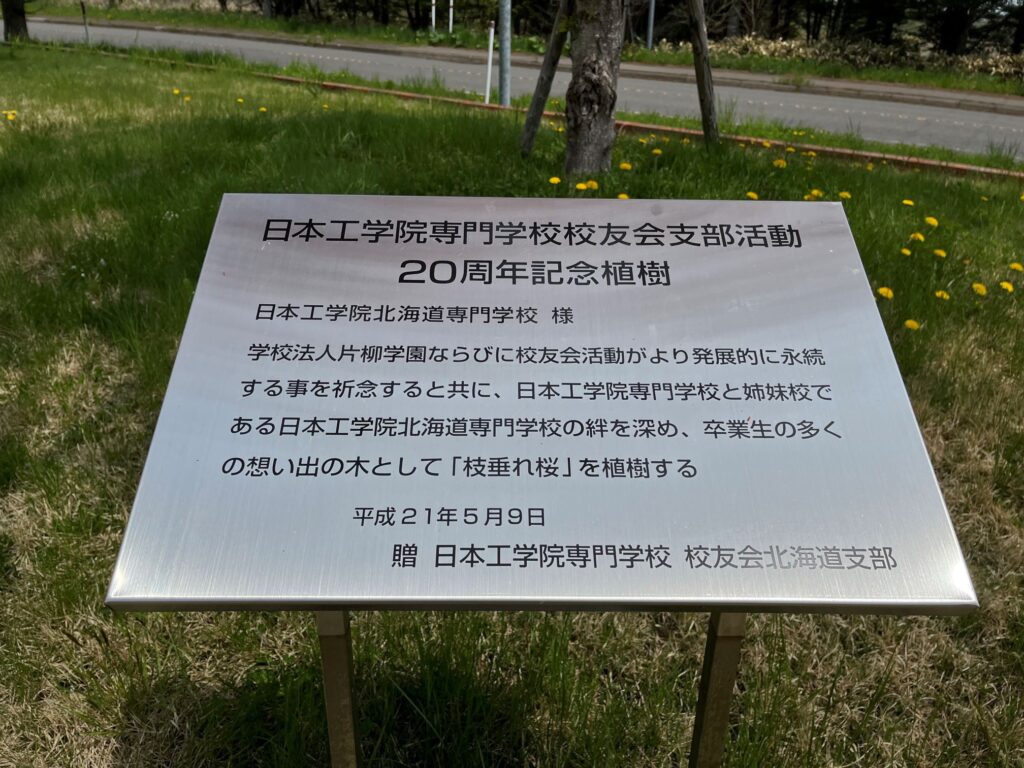 日本工学院専門学校校友会支部活動
20周年記念植樹
日本工学院北海道専門学校 様
学校法人片柳学園ならびに校友会活動がより発展的に永続
する事を祈念すると共に、日本工学院専門学校と姉妹校で
ある日本工学院北海道専門学校の絆を深め、卒業生の多く
の想い出の木として「枝垂れ桜」を植樹する
平成21年5月9日
贈 日本工学院専門学校 校友会北海道支部